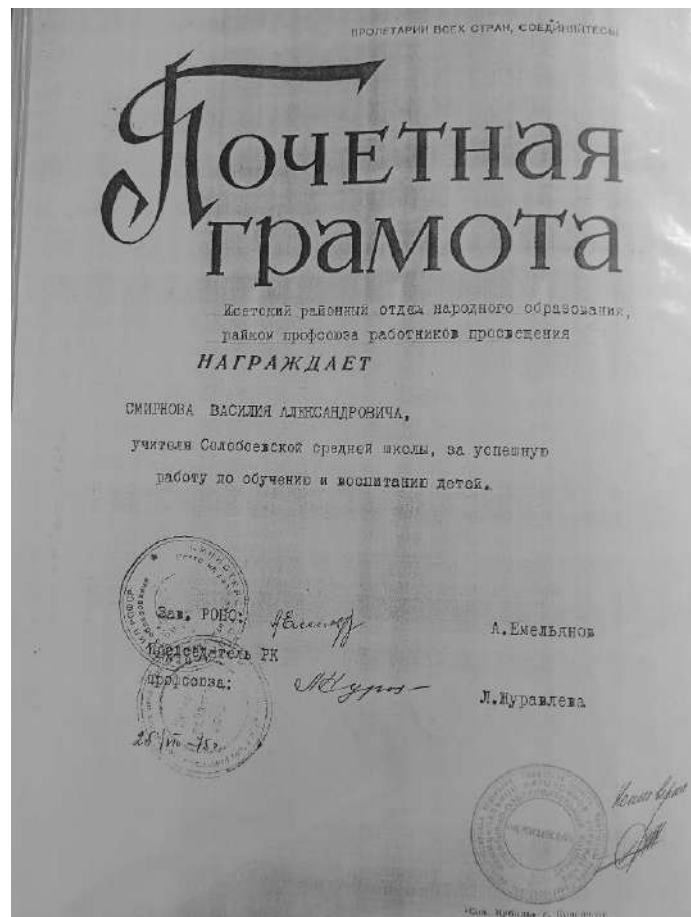 ПРОЛЕТАРИИ ВСЕХ СТРАН, СОЕДИНЯЙТЕСЬ!
Почетная
грамота
Исетский районный отдел народного образования,
райком профсоюза работников просвещения
НАГРАЖДАЕТ
СМИРНОВА ВАСИЛИЯ АЛЕКСАНДРОВИЧА,
учителя Солобоевской средней школы, за успешную
работу по обучению и воспитанию детей.
Зав. РОНО:
А.Емельянов
Председатель РК
профсоюза:
Л.Журавлева